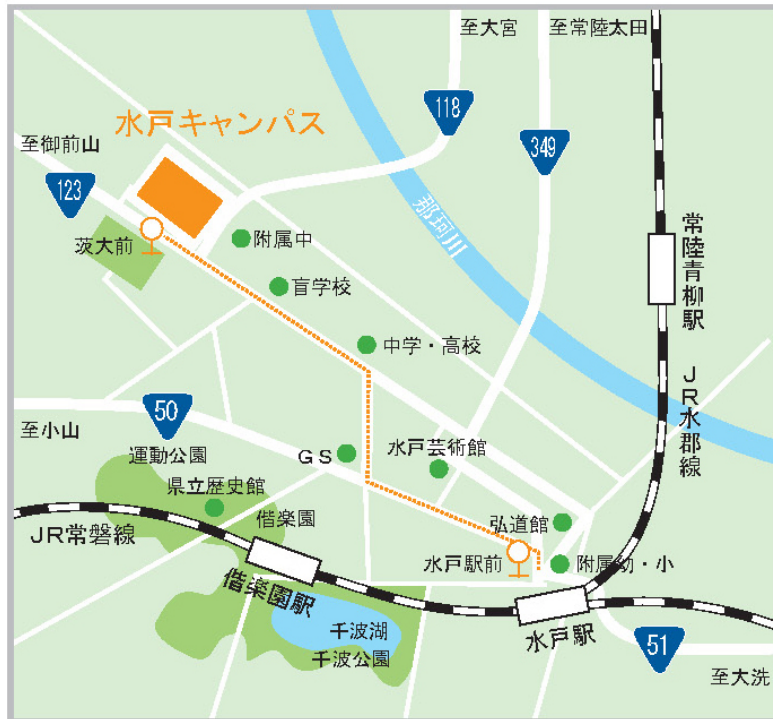 至大宮
至常陸太田
水戸キャンパス
118
至御前山
349
123
那珂川
茨大前
附属中
常陸青柳駅
盲学校
中学・高校
JR水郡線
50
至小山
水戸芸術館
GS
運動公園
県立歴史館
偕楽園
弘道館
JR常磐線
水戸駅前
附属幼・小
偕楽園駅
千波湖
水戸駅
千波公園
51
至大洗